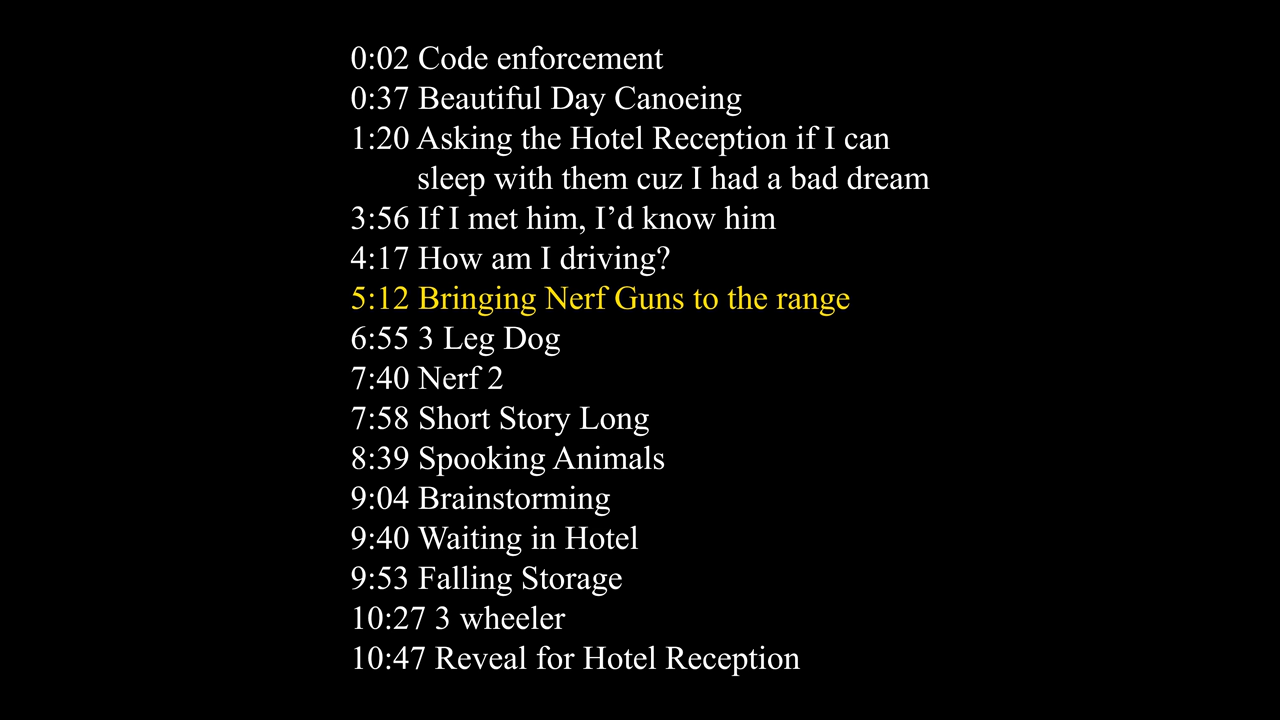 0:02 Code enforcement
0:37 Beautiful Day Canoeing
1:20 Asking the Hotel Reception if I can
sleep with them cuz I had a bad dream
3:56 If I met him, I’d know him
4:17 How am I driving?
5:12 Bringing Nerf Guns to the range
6:55 3 Leg Dog
7:40 Nerf 2
7:58 Short Story Long
8:39 Spooking Animals
9:04 Brainstorming
9:40 Waiting in Hotel
9:53 Falling Storage
10:27 3 wheeler
10:47 Reveal for Hotel Reception